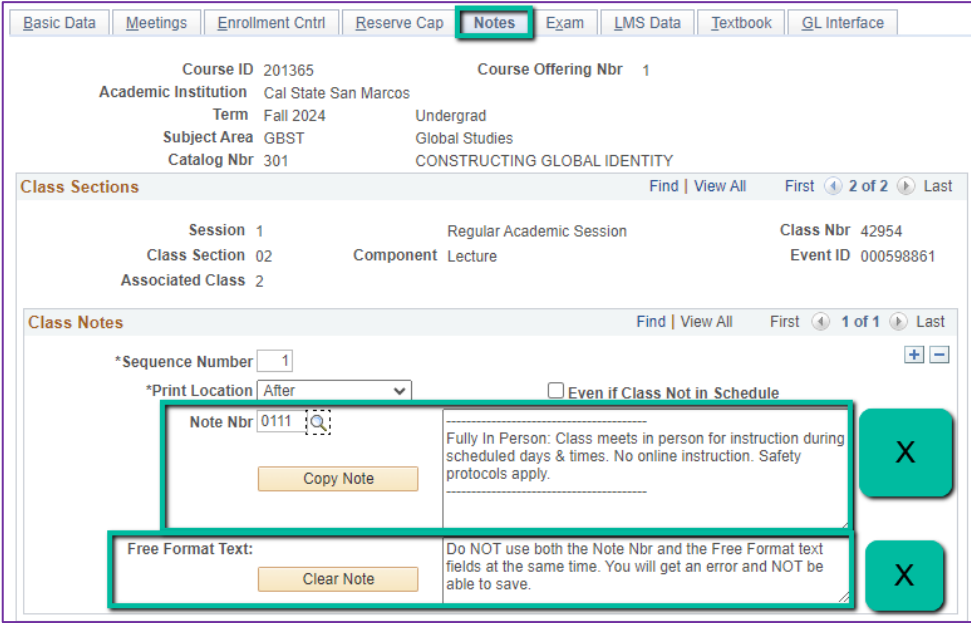 Basic Data Meetings Enrollment Cntrl Reserve Cap Notes Exam LMS Data Textbook GL Interface
Course ID 201365 Course Offering Nbr 1
Academic Institution Cal State San Marcos
Term Fall 2024 Undergrad
Subject Area GBST Global Studies
Catalog Nbr 301 CONSTRUCTING GLOBAL IDENTITY
Class Sections Find | View All First 2 of 2 Last
Session 1 Regular Academic Session Class Nbr 42954
Class Section 02 Component Lecture Event ID 000598861
Associated Class 2
Class Notes Find | View All First 1 of 1 Last
*Sequence Number 1
*Print Location After Even if Class Not in Schedule
Note Nbr 0111
----------------------------------------
Fully In Person: Class meets in person for instruction during
scheduled days & times. No online instruction. Safety
protocols apply.
----------------------------------------
Copy Note
X
Free Format Text:
Do NOT use both the Note Nbr and the Free Format text
fields at the same time. You will get an error and NOT be
able to save.
Clear Note
X